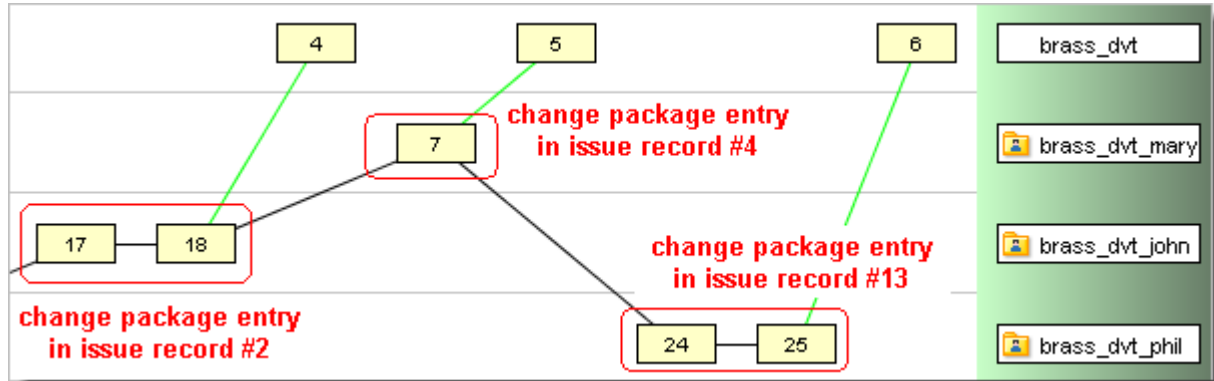 4
5
6
brass_dvt
change package entry
in issue record #4
7
brass_dvt_mary
17
18
change package entry
in issue record #13
brass_dvt_john
change package entry
in issue record #2
24
25
brass_dvt_phil